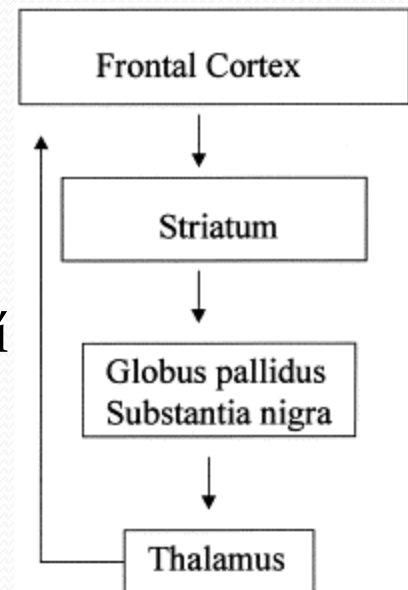 Frontal Cortex
Striatum
í
Globus pallidus
Substantia nigra
Thalamus